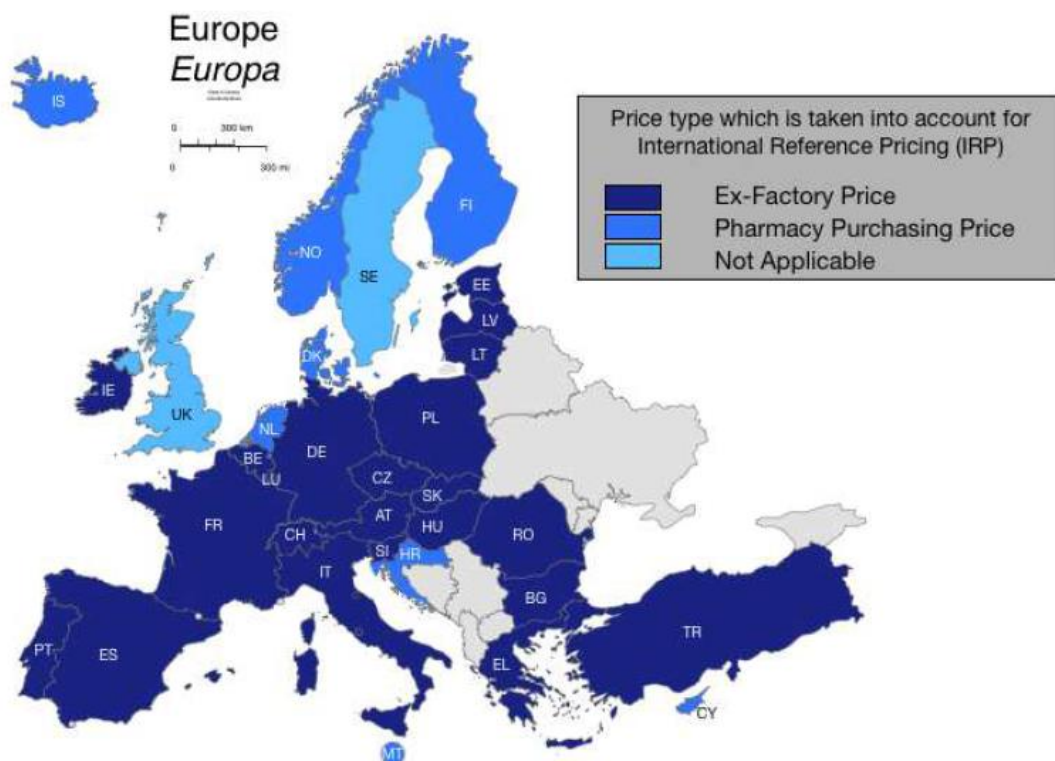 Europe
Europa
0 300 km
0 300 mi
Price type which is taken into account for
International Reference Pricing (IRP)
Ex-Factory Price
Pharmacy Purchasing Price
Not Applicable
IS
FI
NO
SE
EE
LV
LT
DK
IE
UK
NL
PL
BE
DE
LU
CZ
SK
FR
AT
CH
HU
RO
SI
HR
IT
BG
PT
ES
TR
EL
CY
MT